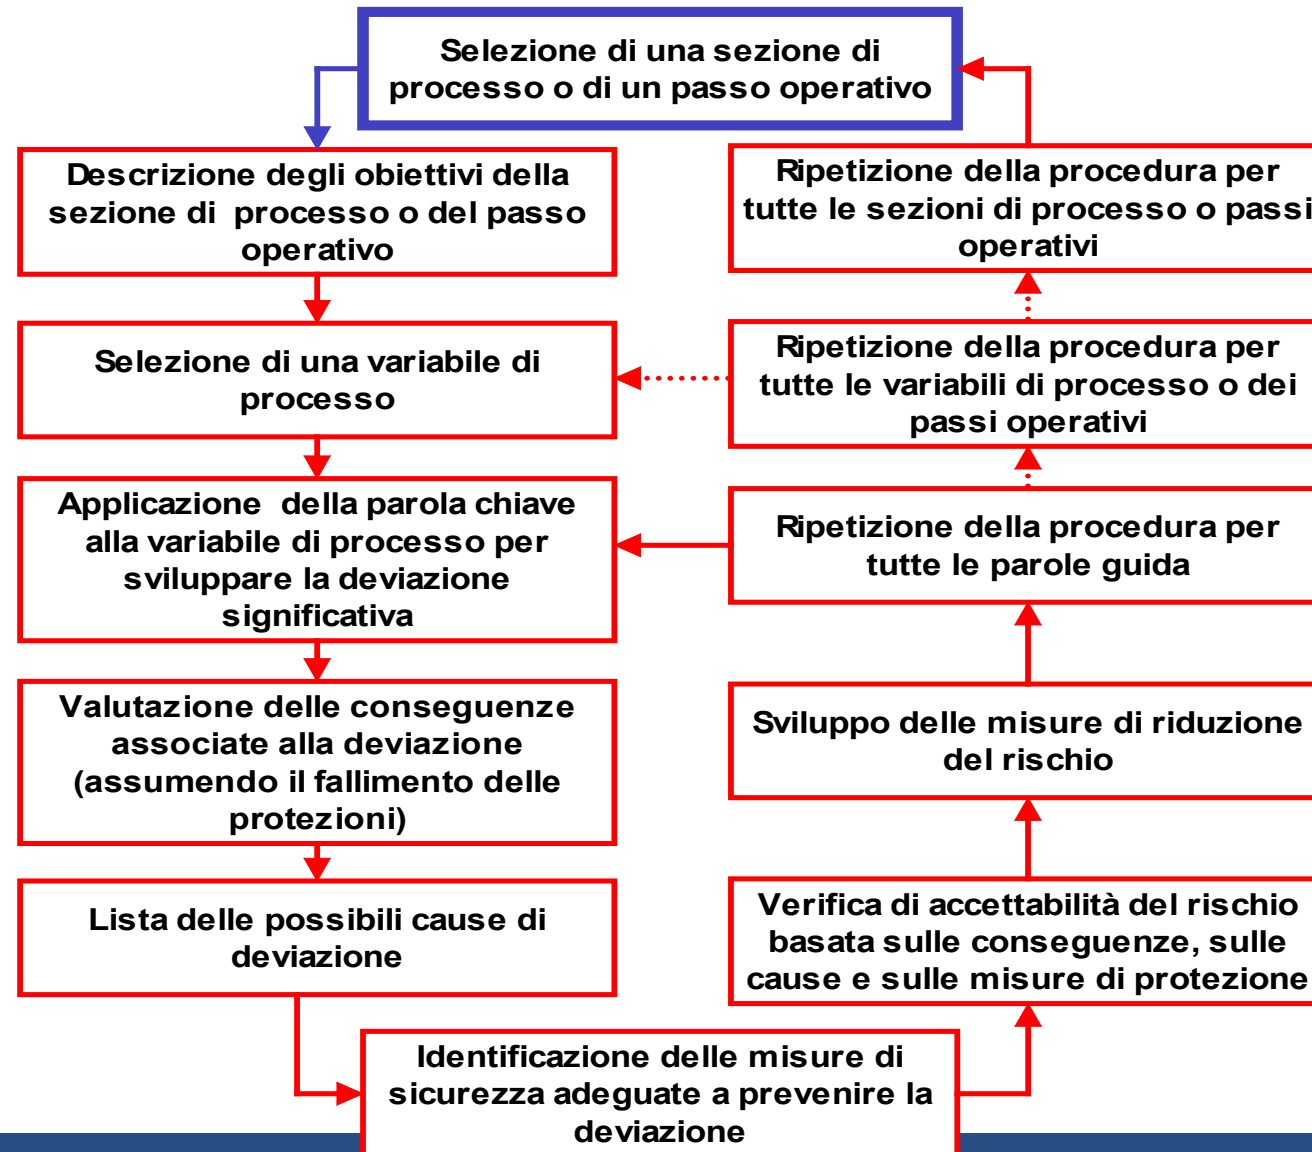 Selezione di una sezione di
processo o di un passo operativo
Descrizione degli obiettivi della
sezione di processo o del passo
operativo
Selezione di una variabile di
processo
Applicazione della parola chiave
alla variabile di processo per
sviluppare la deviazione
significativa
Valutazione delle conseguenze
associate alla deviazione
(assumendo il fallimento delle
protezioni)
Lista delle possibili cause di
deviazione
Identificazione delle misure di
sicurezza adeguate a prevenire la
deviazione
Verifica di accettabilità del rischio
basata sulle conseguenze, sulle
cause e sulle misure di protezione
Sviluppo delle misure di riduzione
del rischio
Ripetizione della procedura per
tutte le parole guida
Ripetizione della procedura per
tutte le variabili di processo o dei
passi operativi
Ripetizione della procedura per
tutte le sezioni di processo o passi
operativi